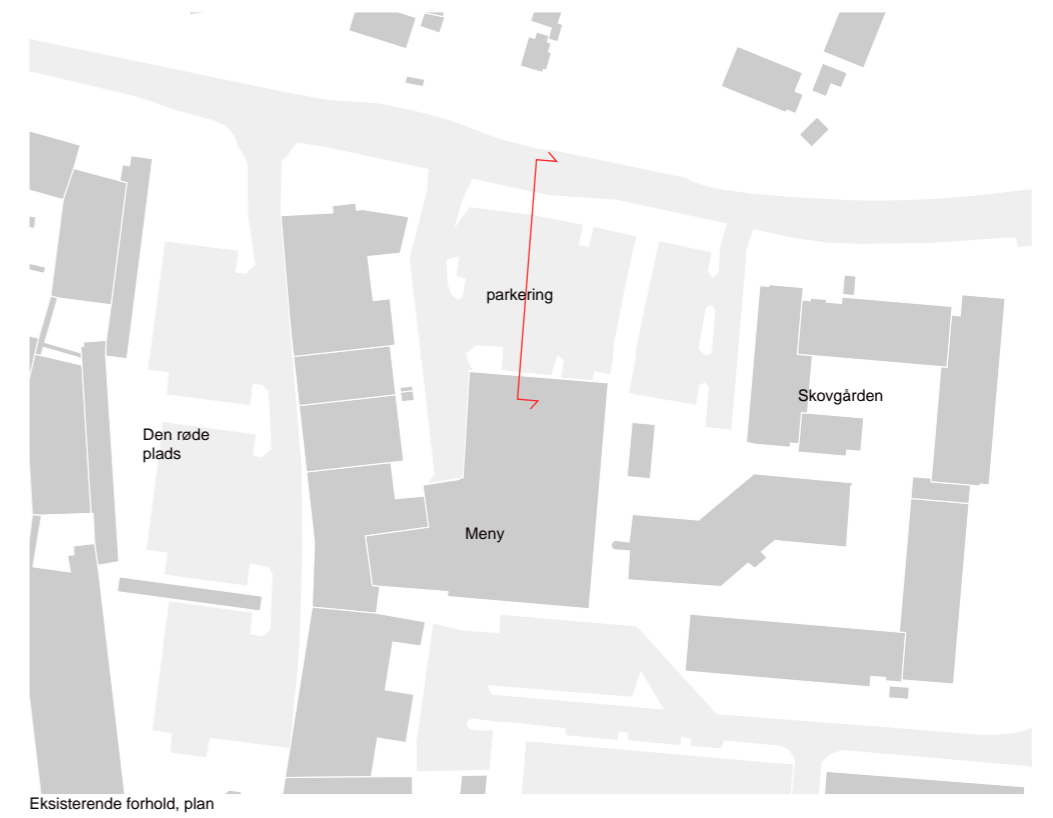 parkering
Skovgården
Den røde
plads
Meny
Eksisterende forhold, plan